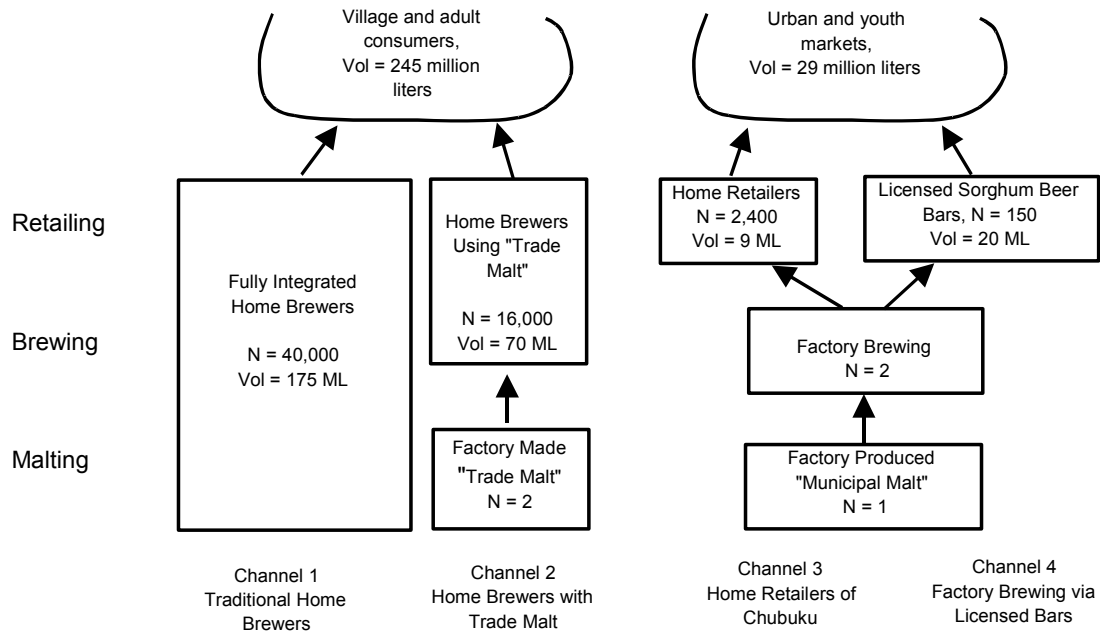 Village and adult
consumers,
Vol = 245 million
liters
Urban and youth
markets,
Vol = 29 million liters
Retailing
Brewing
Malting
Fully Integrated
Home Brewers
N = 40,000
Vol = 175 ML
Home Brewers
Using "Trade
Malt"
N = 16,000
Vol = 70 ML
Factory Made
"Trade Malt"
N = 2
Home Retailers
N = 2,400
Vol = 9 ML
Licensed Sorghum Beer
Bars, N = 150
Vol = 20 ML
Factory Brewing
N = 2
Factory Produced
"Municipal Malt"
N = 1
Channel 1
Traditional Home
Brewers
Channel 2
Home Brewers with
Trade Malt
Channel 3
Home Retailers of
Chubuku
Channel 4
Factory Brewing via
Licensed Bars